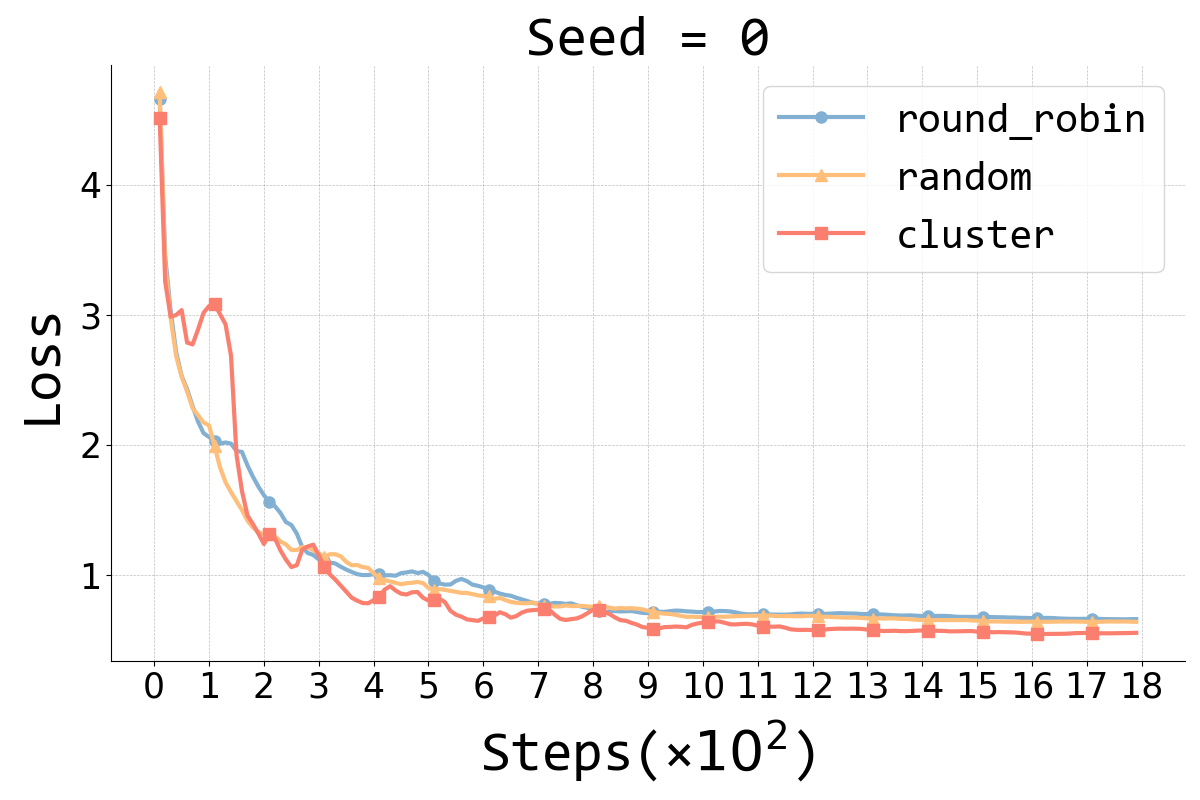 Seed = 0
round_robin
random
cluster
Loss
4
3
2
1
0 1 2 3 4 5 6 7 8 9 10 11 12 13 14 15 16 17 18
Steps(×10²)